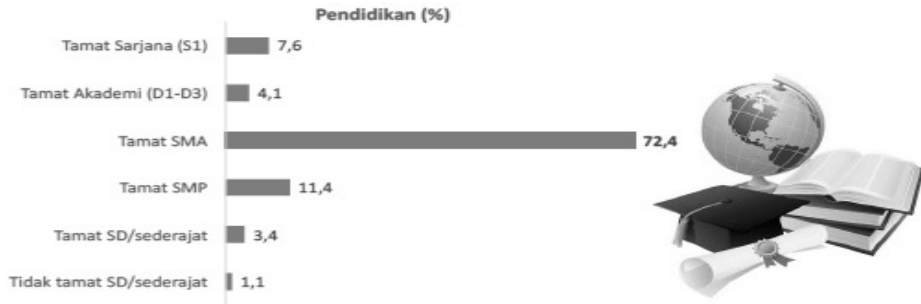 Pendidikan (%)
Tamat Sarjana (S1) 7,6
Tamat Akademi (D1-D3) 4,1
Tamat SMA 72,4
Tamat SMP 11,4
Tamat SD/sederajat 3,4
Tidak tamat SD/sederajat 1,1